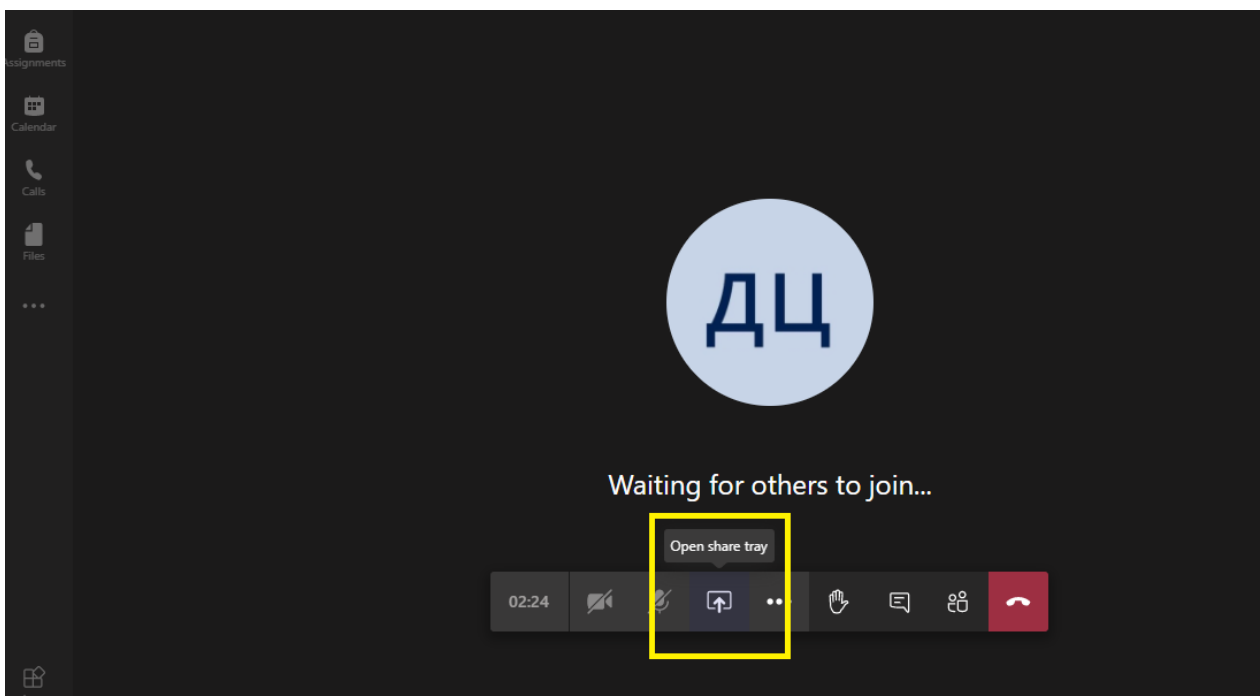 Assignments
Calendar
Calls
Files
ДЦ
Waiting for others to join...
Open share tray
02:24